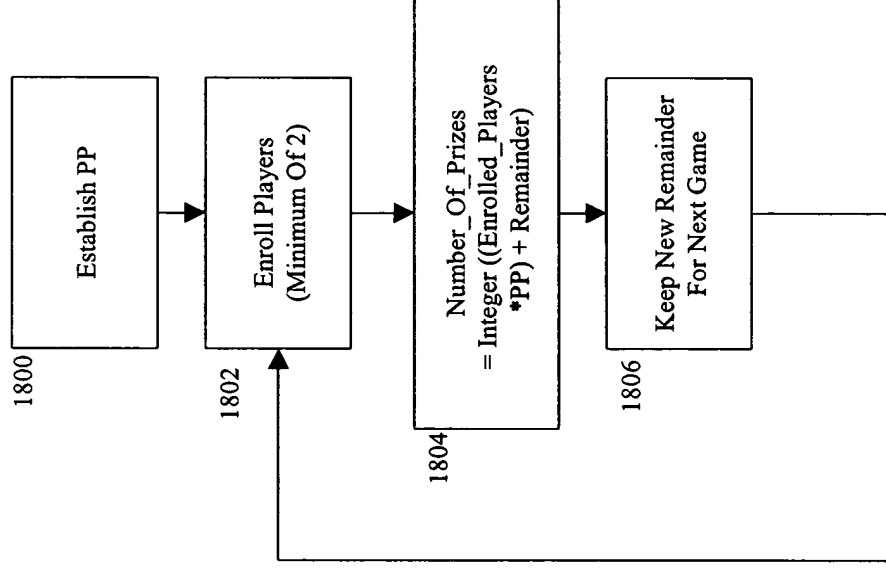 1800
Establish PP
1802
Enroll Players
(Minimum Of 2)
1804
Number_Of_Prizes
= Integer ((Enrolled_Players
*PP) + Remainder)
1806
Keep New Remainder
For Next Game